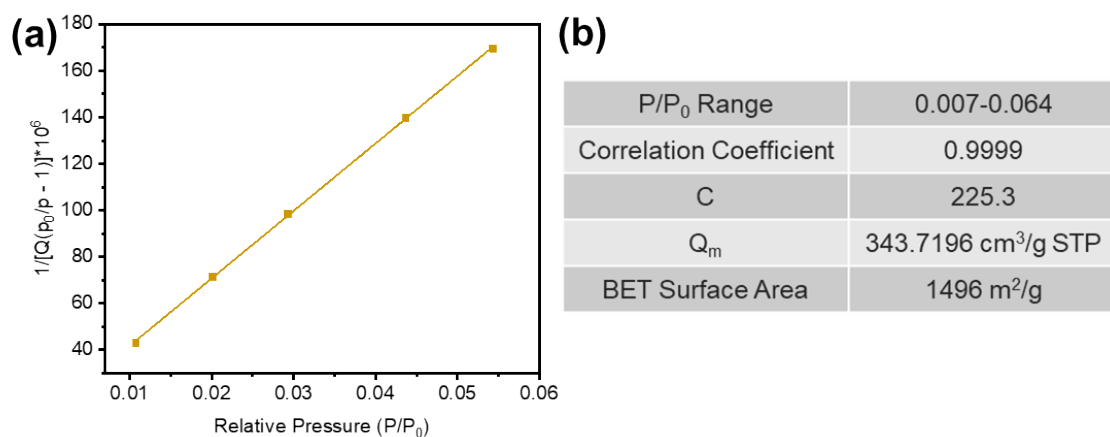 (a)
180
160
140
120
100
80
60
40
1/[Q(p₀/p - 1)]*10⁶
0.01 0.02 0.03 0.04 0.05 0.06
Relative Pressure (P/P₀)
(b)
P/P₀ Range 0.007-0.064
Correlation Coefficient 0.9999
C 225.3
Qₘ 343.7196 cm³/g STP
BET Surface Area 1496 m²/g